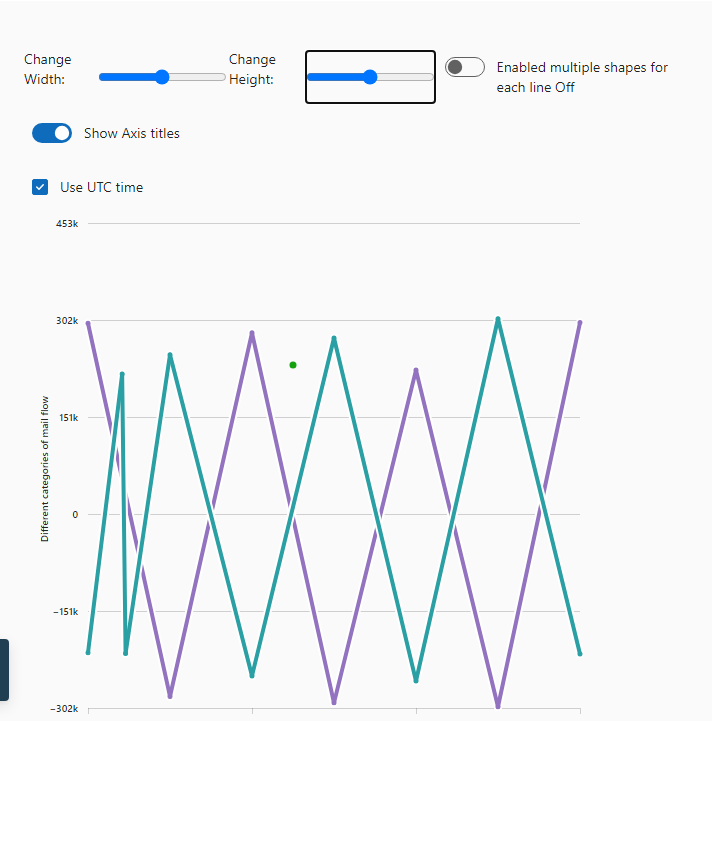 Change
Width:
Change
Height:
Enabled multiple shapes for
each line Off
Show Axis titles
Use UTC time
453k
302k
151k
0
−151k
−302k
Different categories of mail flow